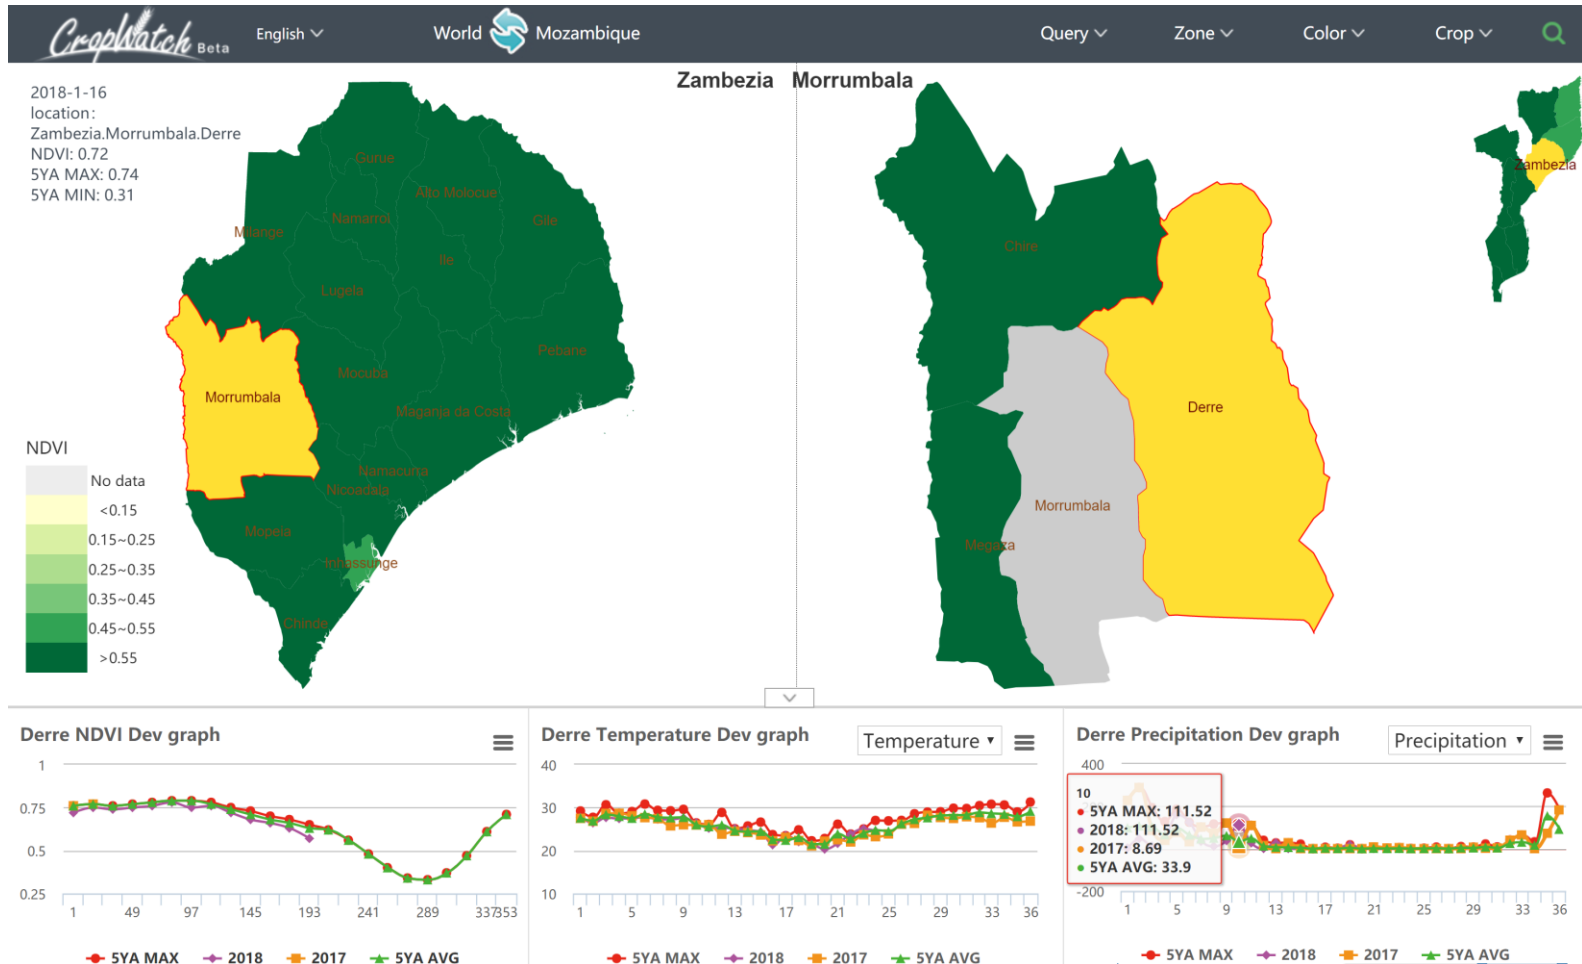 CropWatch Beta
English
World Mozambique
Query
Zone
Color
Crop
Zambezia Morrumbala
2018-1-16
location:
Zambezia.Morrumbala.Derre
NDVI: 0.72
5YA MAX: 0.74
5YA MIN: 0.31
Gurue
Alto Molocue
Namarroi
Gile
Milange
Ile
Lugela
Pebane
Mocuba
Morrumbala
Maganja da Costa
Namacurra
Nicoadala
Mopeia
Inhassunge
Chinde
NDVI
No data
<0.15
0.15~0.25
0.25~0.35
0.35~0.45
0.45~0.55
>0.55
Chire
Derre
Morrumbala
Megaza
Zambezia
Derre NDVI Dev graph
1
0.75
0.5
0.25
1 49 97 145 193 241 289 337 353
5YA MAX 2018 2017 5YA AVG
Derre Temperature Dev graph
Temperature
40
30
20
10
1 5 9 13 17 21 25 29 33 36
5YA MAX 2018 2017 5YA AVG
Derre Precipitation Dev graph
Precipitation
400
10
5YA MAX: 111.52
2018: 111.52
2017: 8.69
5YA AVG: 33.9
-200
1 5 9 13 17 21 25 29 33 36
5YA MAX 2018 2017 5YA AVG